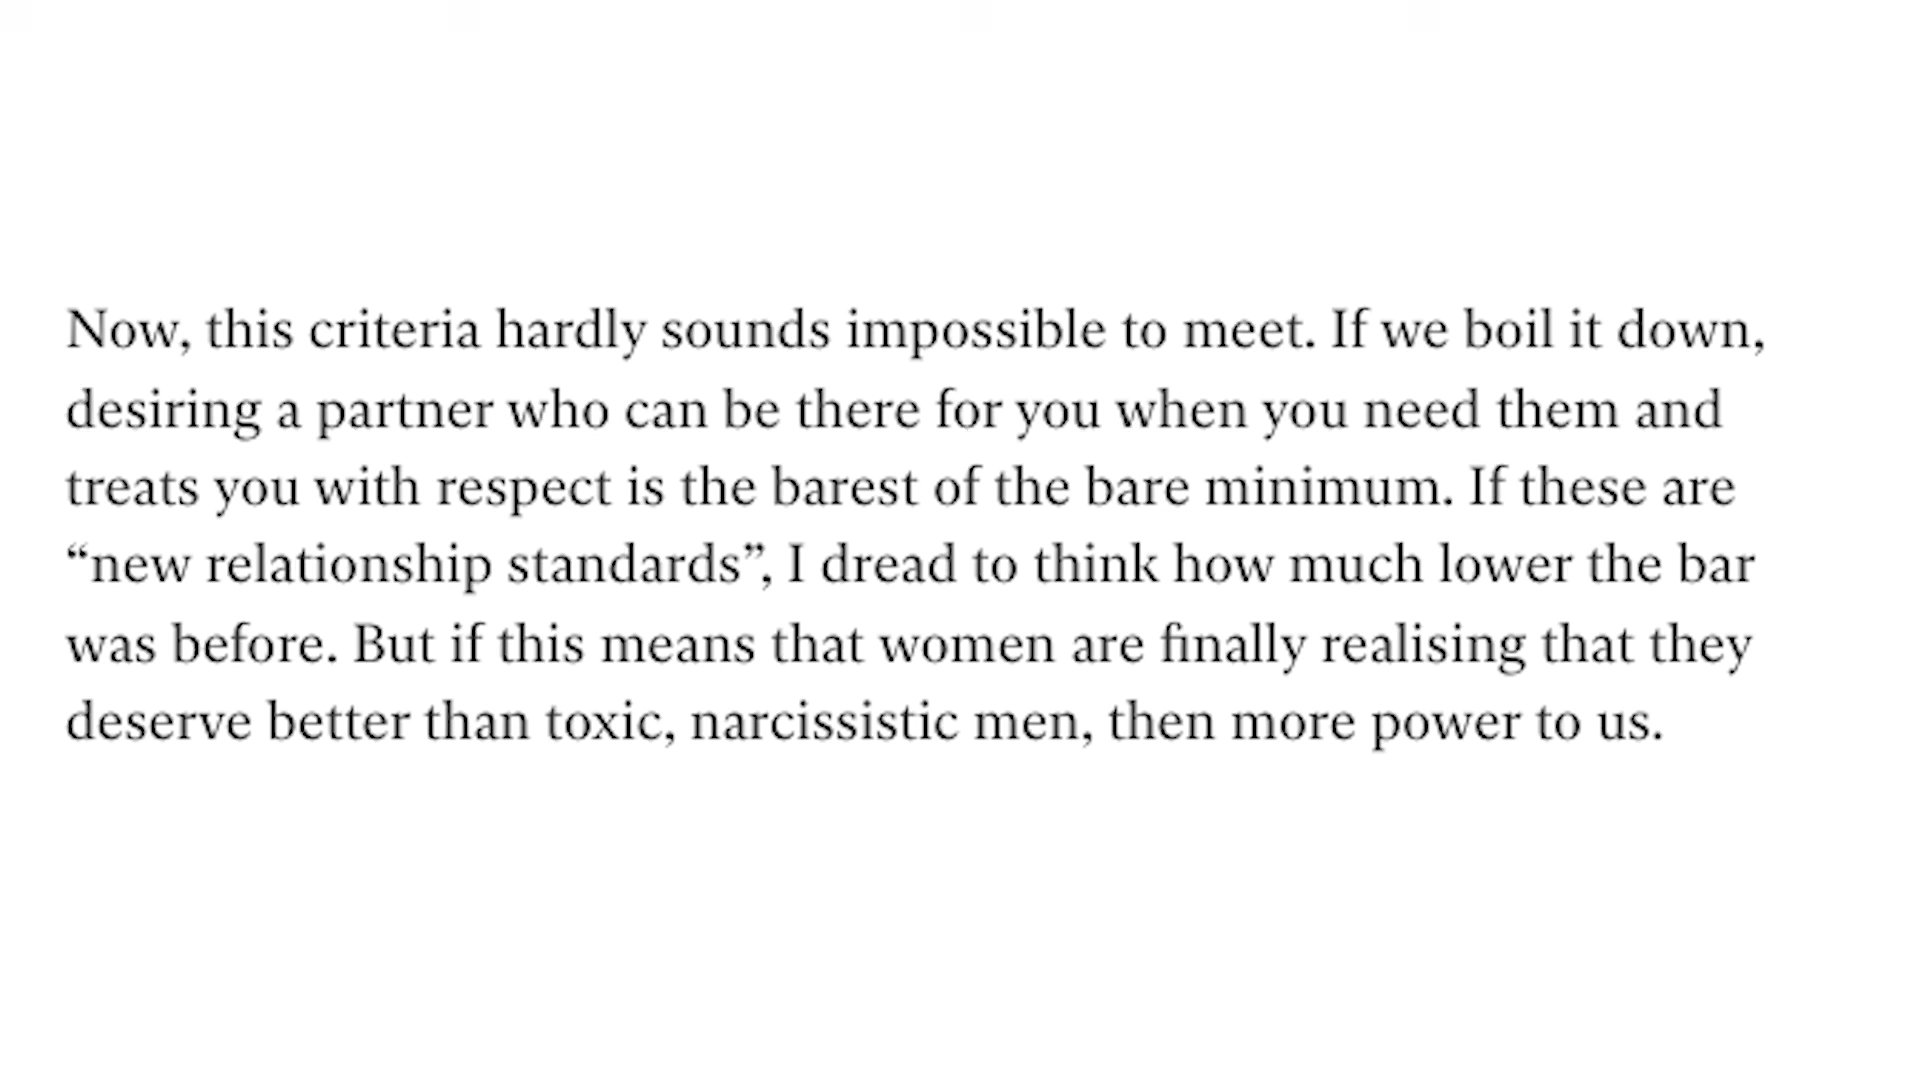 Now, this criteria hardly sounds impossible to meet. If we boil it down,
desiring a partner who can be there for you when you need them and
treats you with respect is the barest of the bare minimum. If these are
“new relationship standards”, I dread to think how much lower the bar
was before. But if this means that women are finally realising that they
deserve better than toxic, narcissistic men, then more power to us.